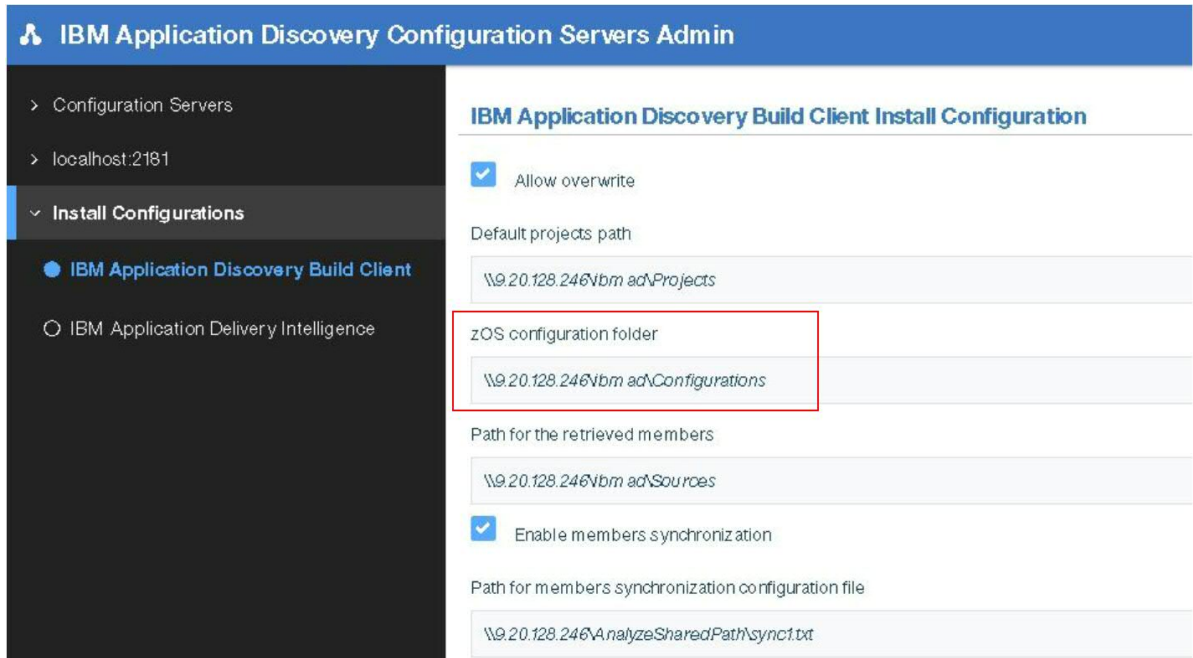 IBM Application Discovery Configuration Servers Admin
Configuration Servers
localhost:2181
Install Configurations
IBM Application Discovery Build Client
IBM Application Delivery Intelligence
IBM Application Discovery Build Client Install Configuration
Allow overwrite
Default projects path
\\9.20.128.246\ibm ad\Projects
zOS configuration folder
\\9.20.128.246\ibm ad\Configurations
Path for the retrieved members
\\9.20.128.246\ibm ad\Sources
Enable members synchronization
Path for members synchronization configuration file
\\9.20.128.246\AnalyzeSharedPath\sync1.txt